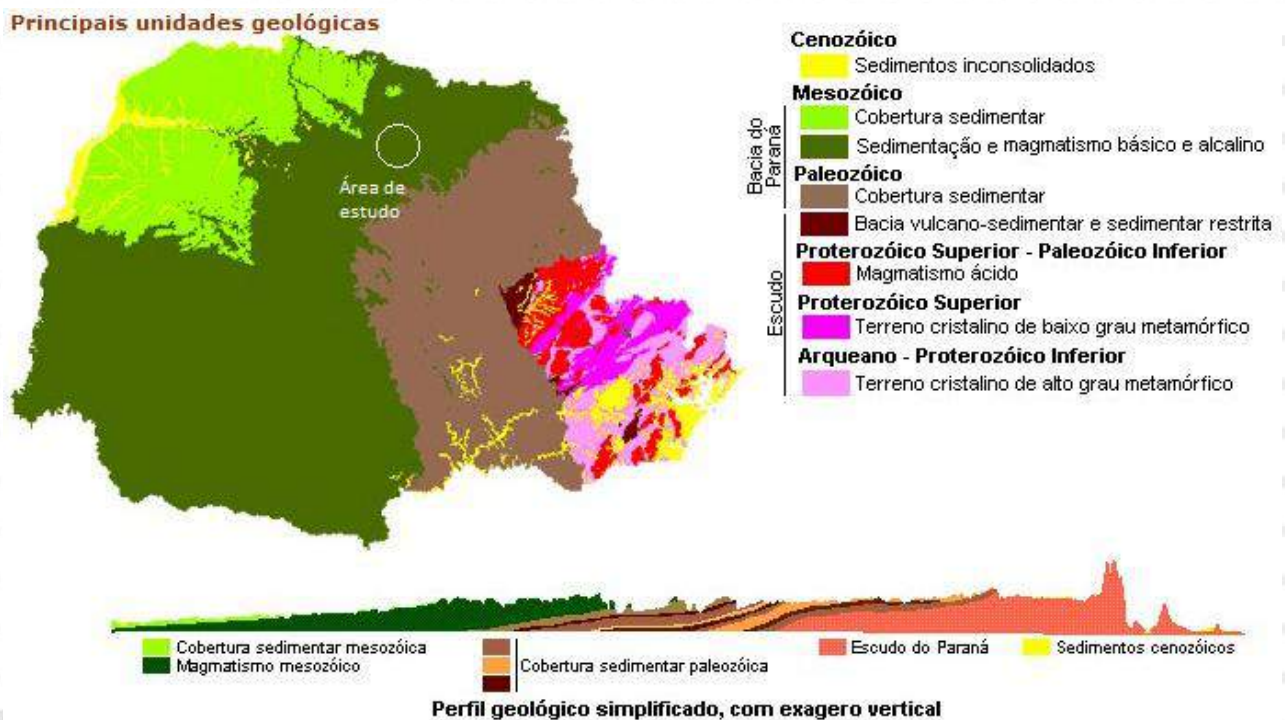 Principais unidades geológicas
Área de
estudo
Cenozóico
Sedimentos inconsolidados
Mesozóico
Cobertura sedimentar
Sedimentação e magmatismo básico e alcalino
Paleozóico
Cobertura sedimentar
Bacia vulcano-sedimentar e sedimentar restrita
Proterozóico Superior - Paleozóico Inferior
Magmatismo ácido
Proterozóico Superior
Terreno cristalino de baixo grau metamórfico
Arqueano - Proterozóico Inferior
Terreno cristalino de alto grau metamórfico
Bacia do
Paraná
Escudo
Cobertura sedimentar mesozóica
Magmatismo mesozóico
Cobertura sedimentar paleozóica
Escudo do Paraná
Sedimentos cenozóicos
Perfil geológico simplificado, com exagero vertical